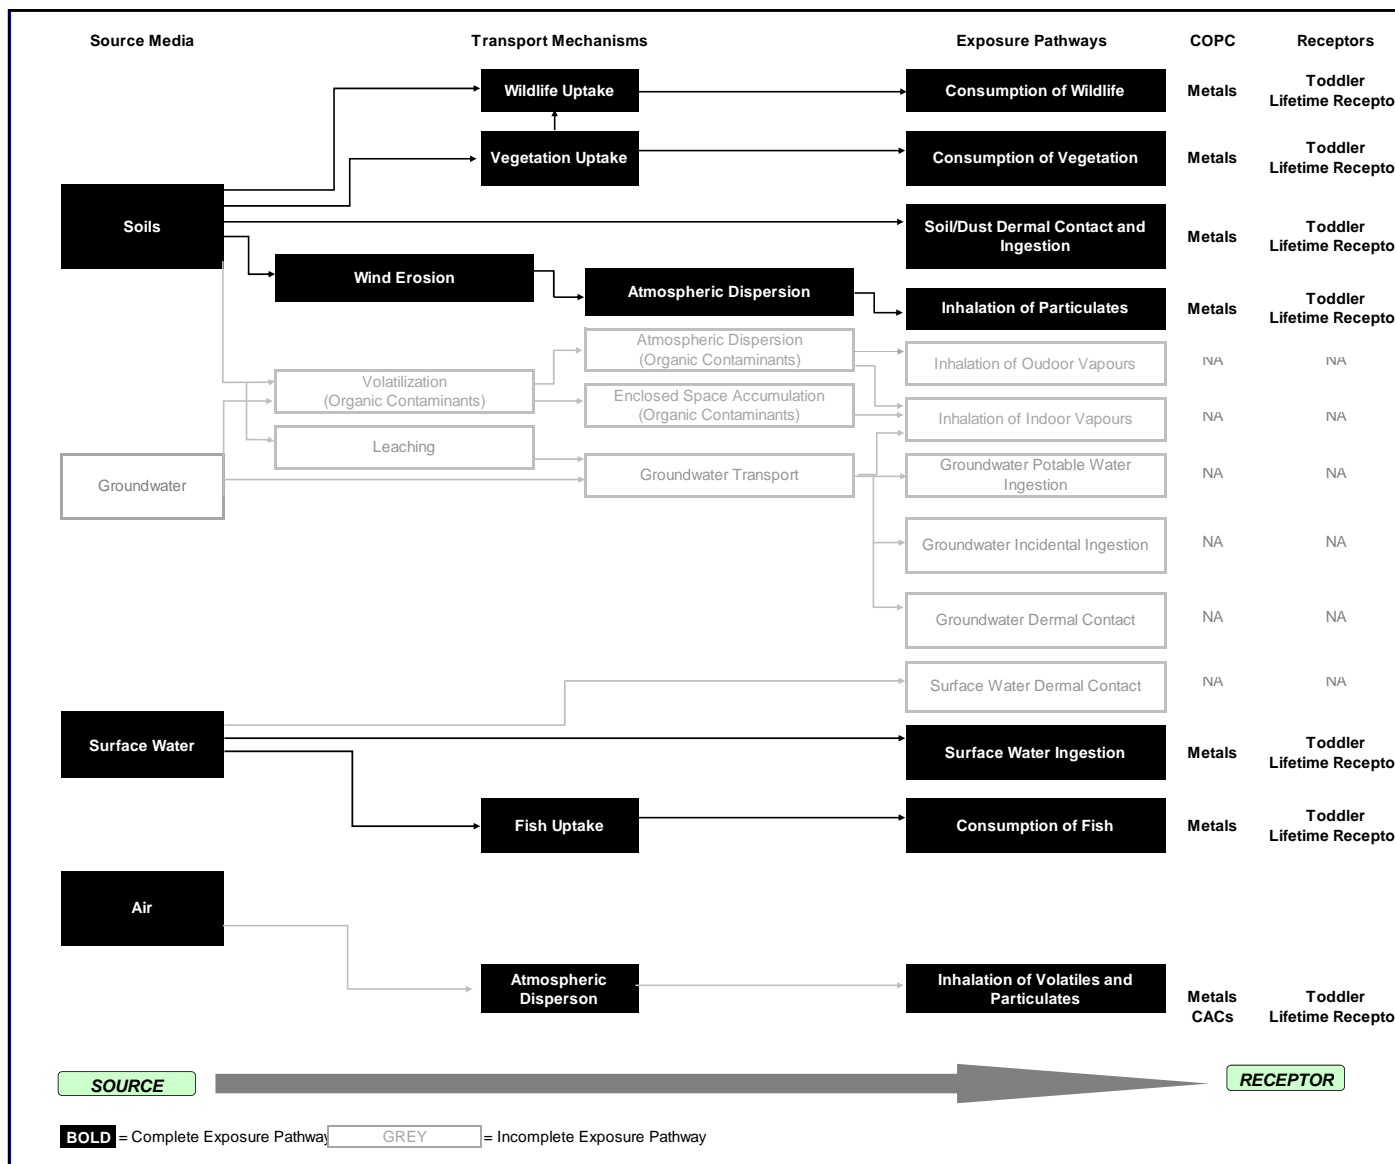 Source Media Transport Mechanisms Exposure Pathways COPC Receptors
Wildlife Uptake Consumption of Wildlife Metals Toddler
Lifetime Recepto
Vegetation Uptake Consumption of Vegetation Metals Toddler
Lifetime Recepto
Soils Soil/Dust Dermal Contact and
Ingestion Metals Toddler
Lifetime Recepto
Wind Erosion Atmospheric Dispersion Inhalation of Particulates Metals Toddler
Lifetime Recepto
Atmospheric Dispersion
(Organic Contaminants) Inhalation of Oudoor Vapours NA NA
Volatilization
(Organic Contaminants) Enclosed Space Accumulation
(Organic Contaminants) Inhalation of Indoor Vapours NA NA
Leaching
Groundwater Groundwater Transport Groundwater Potable Water
Ingestion NA NA
Groundwater Incidental Ingestion NA NA
Groundwater Dermal Contact NA NA
Surface Water Dermal Contact NA NA
Surface Water Surface Water Ingestion Metals Toddler
Lifetime Recepto
Fish Uptake Consumption of Fish Metals Toddler
Lifetime Recepto
Air
Atmospheric
Disperson Inhalation of Volatiles and
Particulates Metals
CACs Toddler
Lifetime Recepto
SOURCE RECEPTOR
BOLD = Complete Exposure Pathway GREY = Incomplete Exposure Pathway